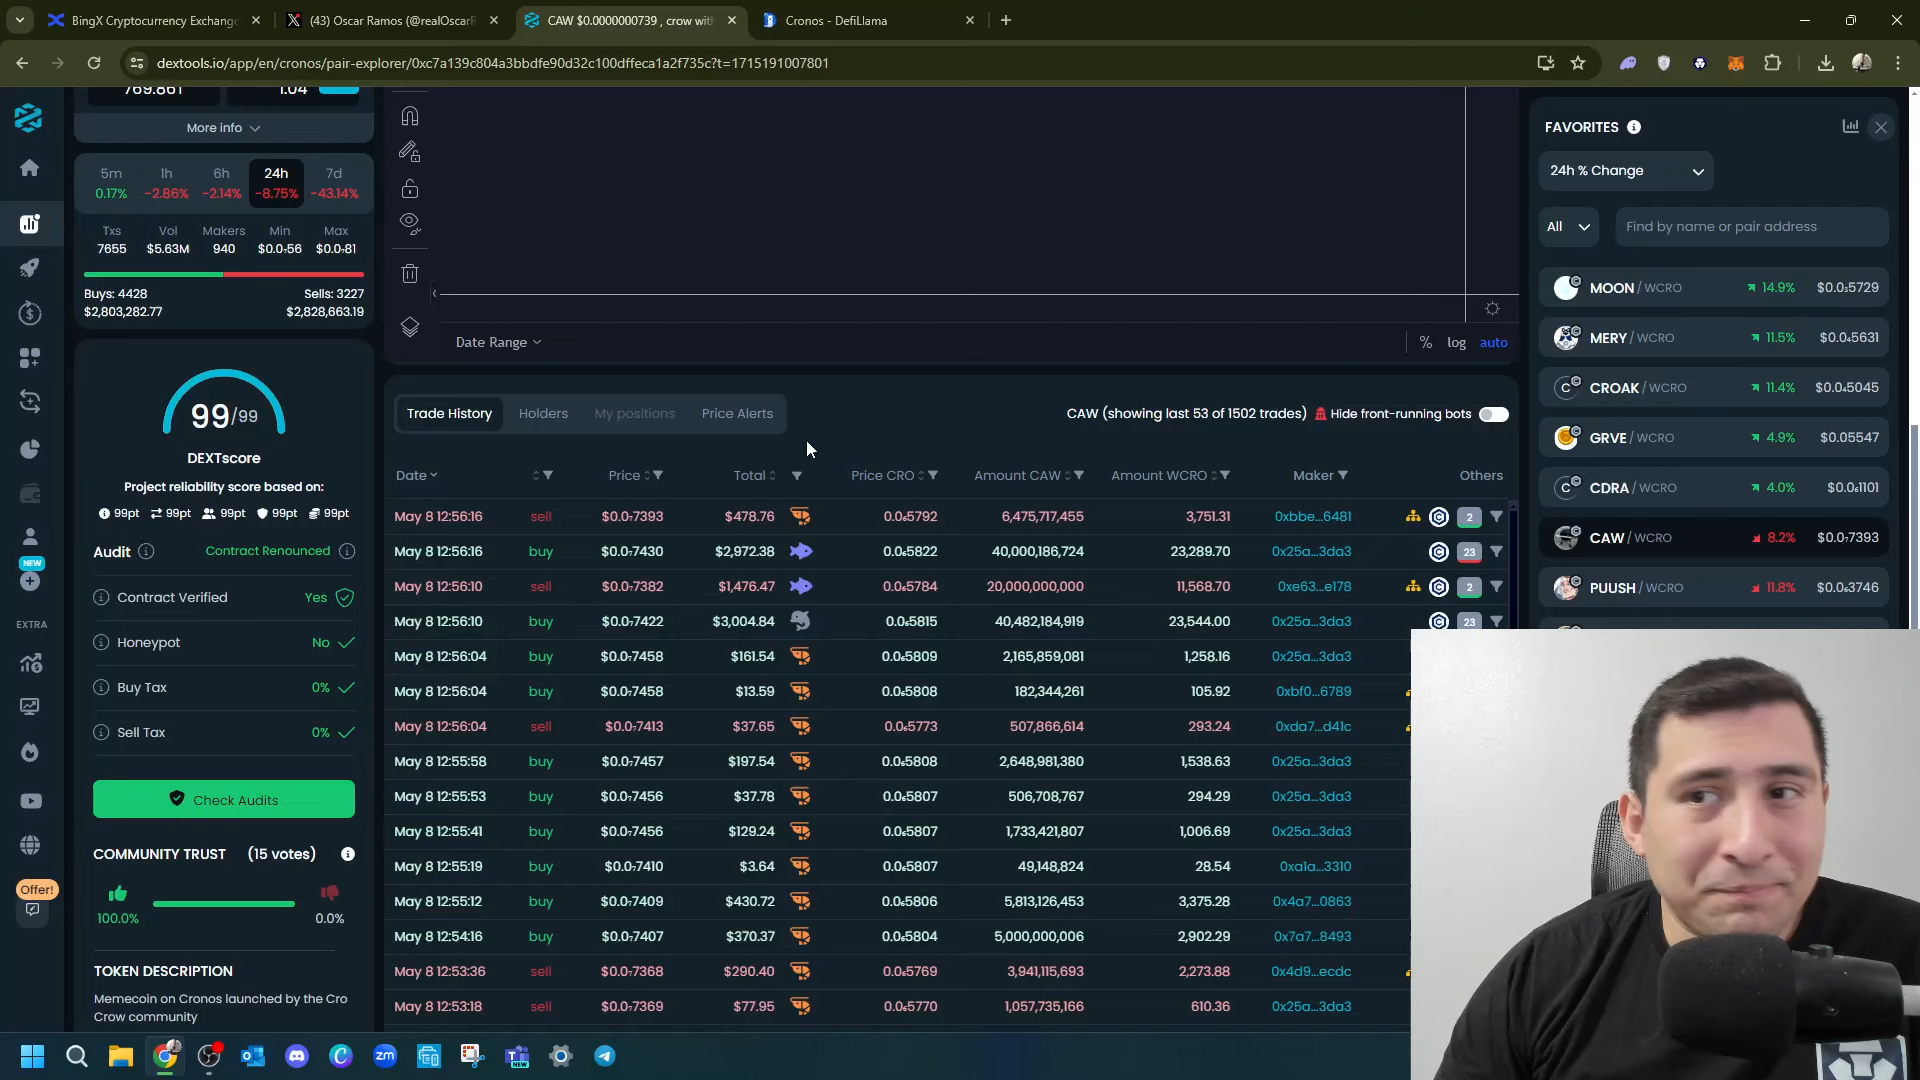 BingX Cryptocurrency Exchang
(43) Oscar Ramos (@realOscarR
CAW $0.0000000739 , crow with
Cronos - DefiLlama
dextools.io/app/en/cronos/pair-explorer/0xc7a139c804a3bbdfe90d32c100dffeca1a2f735c?t=1715191007801
769.861 1.04
More info
5m 1h 6h 24h 7d
0.17% -2.86% -2.14% -8.75% -43.14%
Txs Vol Makers Min Max
7655 $5.63M 940 $0.0₇56 $0.0₇81
Buys: 4428 Sells: 3227
$2,803,282.77 $2,828,663.19
99/99
DEXTscore
Project reliability score based on:
99pt 99pt 99pt 99pt 99pt
Audit Contract Renounced
Contract Verified Yes
Honeypot No
Buy Tax 0%
Sell Tax 0%
Check Audits
COMMUNITY TRUST (15 votes)
100.0% 0.0%
TOKEN DESCRIPTION
Memecoin on Cronos launched by the Cro
Crow community
NEW
EXTRA
Offer!
Date Range
% log auto
Trade History Holders My positions Price Alerts
CAW (showing last 53 of 1502 trades) Hide front-running bots
Date Price Total Price CRO Amount CAW Amount WCRO Maker Others
May 8 12:56:16 sell $0.0₇7393 $478.76 0.0₆5792 6,475,717,455 3,751.31 0xbbe...6481 2
May 8 12:56:16 buy $0.0₇7430 $2,972.38 0.0₆5822 40,000,186,724 23,289.70 0x25a...3da3 23
May 8 12:56:10 sell $0.0₇7382 $1,476.47 0.0₆5784 20,000,000,000 11,568.70 0xe63...e178 2
May 8 12:56:10 buy $0.0₇7422 $3,004.84 0.0₆5815 40,482,184,919 23,544.00 0x25a...3da3 23
May 8 12:56:04 buy $0.0₇7458 $161.54 0.0₆5809 2,165,859,081 1,258.16 0x25a...3da3
May 8 12:56:04 buy $0.0₇7458 $13.59 0.0₆5808 182,344,261 105.92 0xbf0...6789
May 8 12:56:04 sell $0.0₇7413 $37.65 0.0₆5773 507,866,614 293.24 0xda7...d41c
May 8 12:55:58 buy $0.0₇7457 $197.54 0.0₆5808 2,648,981,380 1,538.63 0x25a...3da3
May 8 12:55:53 buy $0.0₇7456 $37.78 0.0₆5807 506,708,767 294.29 0x25a...3da3
May 8 12:55:41 buy $0.0₇7456 $129.24 0.0₆5807 1,733,421,807 1,006.69 0x25a...3da3
May 8 12:55:19 buy $0.0₇7410 $3.64 0.0₆5807 49,148,824 28.54 0xa1a...3310
May 8 12:55:12 buy $0.0₇7409 $430.72 0.0₆5806 5,813,126,453 3,375.28 0x4a7...0863
May 8 12:54:16 buy $0.0₇7407 $370.37 0.0₆5804 5,000,000,006 2,902.29 0x7a7...8493
May 8 12:53:36 sell $0.0₇7368 $290.40 0.0₆5769 3,941,115,693 2,273.88 0x4d9...ecdc
May 8 12:53:18 sell $0.0₇7369 $77.95 0.0₆5770 1,057,735,166 610.36 0x25a...3da3
FAVORITES
24h % Change
All Find by name or pair address
MOON / WCRO 14.9%
MERY / WCRO 11.5%
CROAK / WCRO 11.4%
GRVE / WCRO 4.9% $0.05547
CDRA / WCRO 4.0%
CAW / WCRO 8.2% $0.0₇7393
PUUSH / WCRO 11.8%
zm
NEW